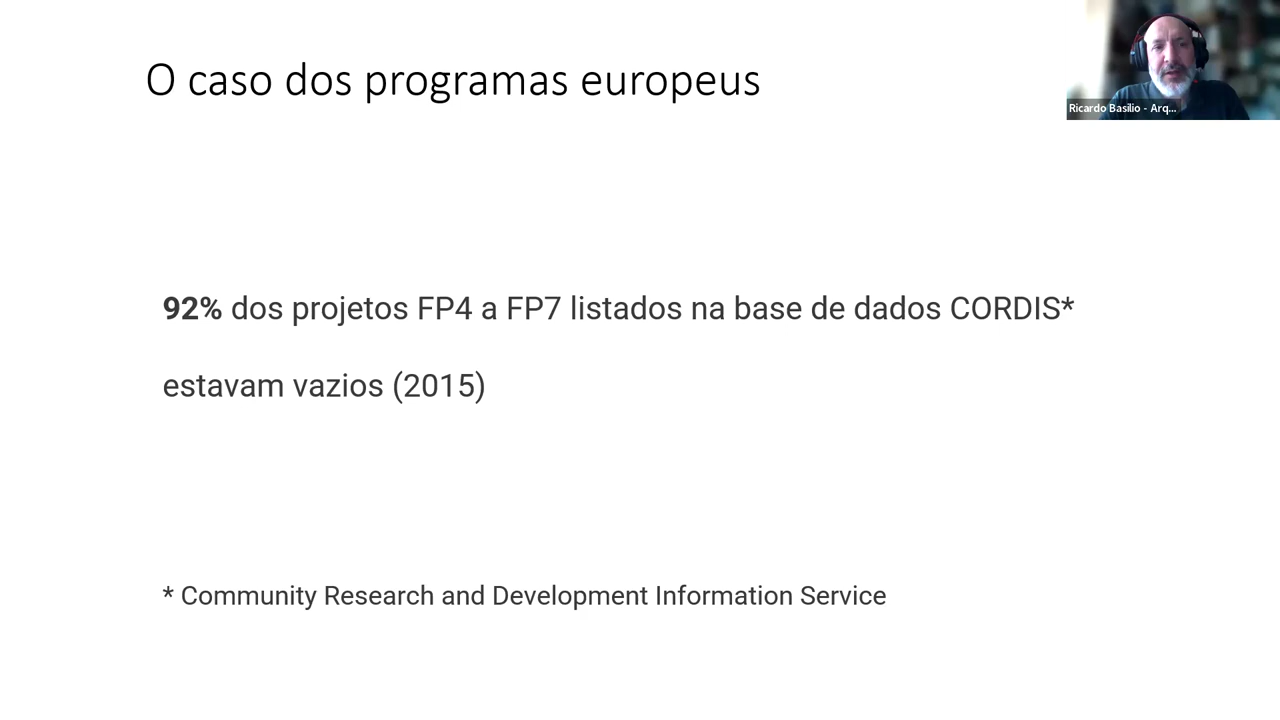 O caso dos programas europeus
Ricardo Basílio - Arq...
92% dos projetos FP4 a FP7 listados na base de dados CORDIS*
estavam vazios (2015)
* Community Research and Development Information Service